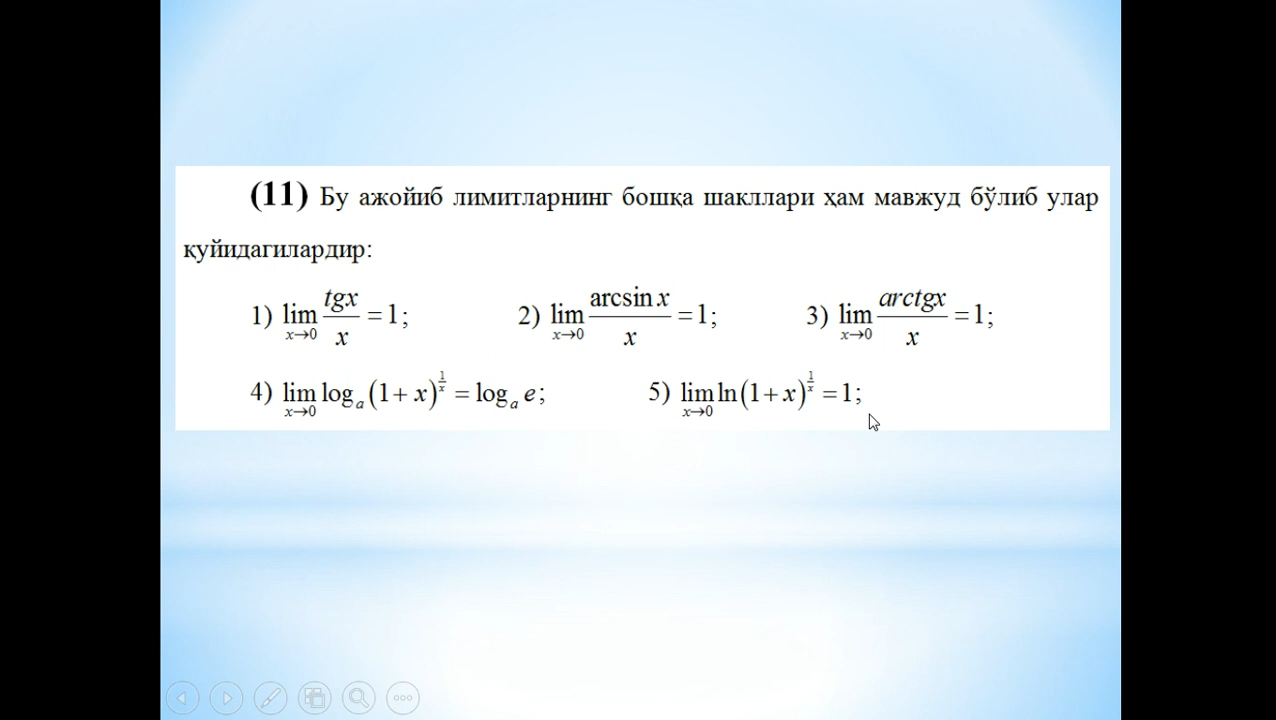 (11) Бу ажойиб лимитларнинг бошқа шакллари ҳам мавжуд бўлиб улар
қуйидагилардир:
1) lim_{x→0} tgx/x = 1; 2) lim_{x→0} arcsin x/x = 1; 3) lim_{x→0} arctgx/x = 1;
4) lim_{x→0} log_a (1+x)^{1/x} = log_a e; 5) lim_{x→0} ln(1+x)^{1/x} = 1;